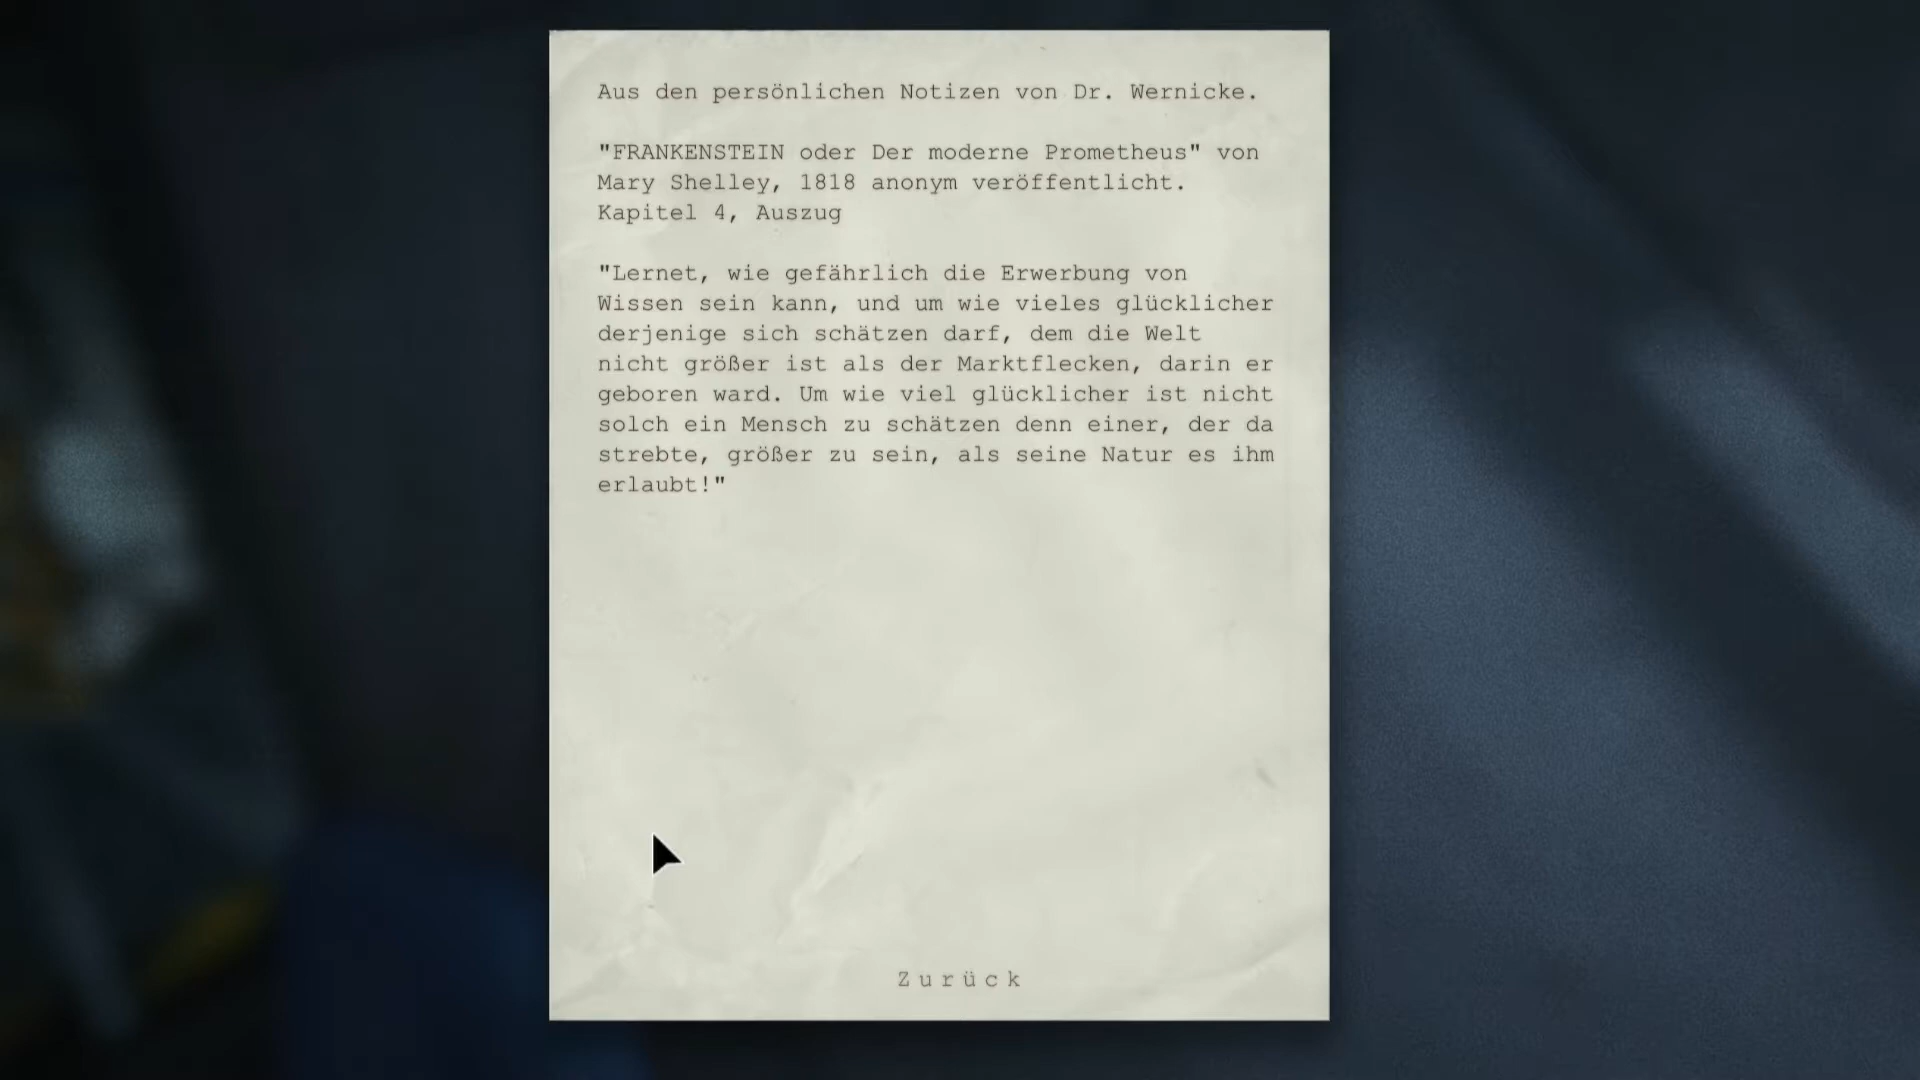 Aus den persönlichen Notizen von Dr. Wernicke.
"FRANKENSTEIN oder Der moderne Prometheus" von
Mary Shelley, 1818 anonym veröffentlicht.
Kapitel 4, Auszug
"Lernet, wie gefährlich die Erwerbung von
Wissen sein kann, und um wie vieles glücklicher
derjenige sich schätzen darf, dem die Welt
nicht größer ist als der Marktflecken, darin er
geboren ward. Um wie viel glücklicher ist nicht
solch ein Mensch zu schätzen denn einer, der da
strebte, größer zu sein, als seine Natur es ihm
erlaubt!"
Zurück